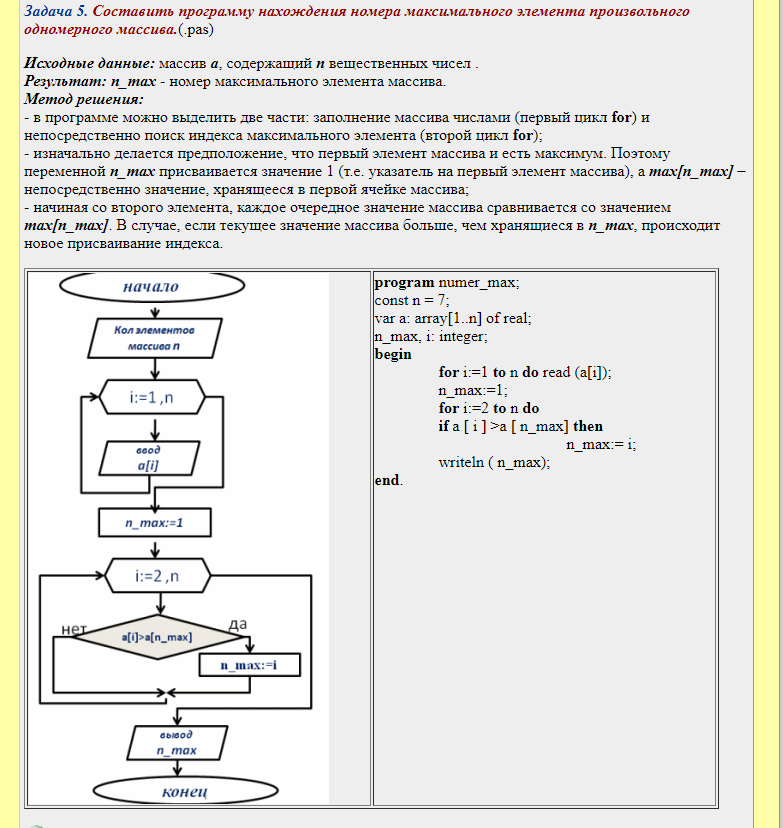 Задача 5. Составить программу нахождения номера максимального элемента произвольного
одномерного массива.(.pas)
Исходные данные: массив a, содержащий n вещественных чисел .
Результат: n_max - номер максимального элемента массива.
Метод решения:
- в программе можно выделить две части: заполнение массива числами (первый цикл for) и
непосредственно поиск индекса максимального элемента (второй цикл for);
- изначально делается предположение, что первый элемент массива и есть максимум. Поэтому
переменной n_max присваивается значение 1 (т.е. указатель на первый элемент массива), а max[n_max] –
непосредственно значение, хранящееся в первой ячейке массива;
- начиная со второго элемента, каждое очередное значение массива сравнивается со значением
max[n_max]. В случае, если текущее значение массива больше, чем хранящиеся в n_max, происходит
новое присваивание индекса.
начало
Кол элементов
массива n
i:=1 ,n
ввод
a[i]
n_max:=1
i:=2 ,n
нет
да
a[i]>a[n_max]
n_max:=i
вывод
n_max
конец
program numer_max;
const n = 7;
var a: array[1..n] of real;
n_max, i: integer;
begin
for i:=1 to n do read (a[i]);
n_max:=1;
for i:=2 to n do
if a [ i ] >a [ n_max] then
n_max:= i;
writeln ( n_max);
end.